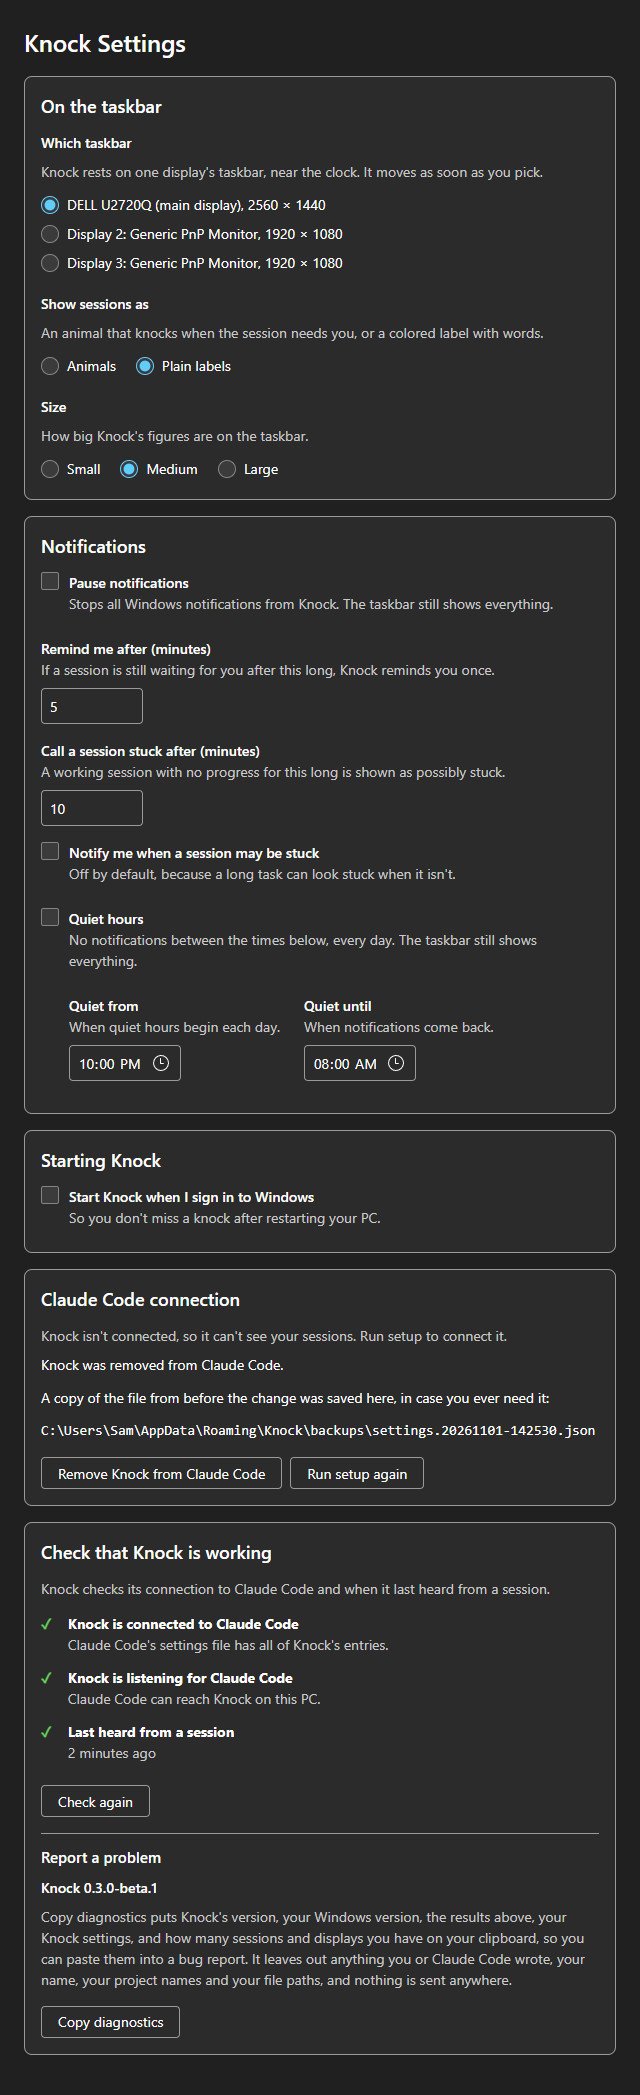 Knock Settings
On the taskbar
Which taskbar
Knock rests on one display's taskbar, near the clock. It moves as soon as you pick.
DELL U2720Q (main display), 2560 × 1440
Display 2: Generic PnP Monitor, 1920 × 1080
Display 3: Generic PnP Monitor, 1920 × 1080
Show sessions as
An animal that knocks when the session needs you, or a colored label with words.
Animals Plain labels
Size
How big Knock's figures are on the taskbar.
Small Medium Large
Notifications
Pause notifications
Stops all Windows notifications from Knock. The taskbar still shows everything.
Remind me after (minutes)
If a session is still waiting for you after this long, Knock reminds you once.
5
Call a session stuck after (minutes)
A working session with no progress for this long is shown as possibly stuck.
10
Notify me when a session may be stuck
Off by default, because a long task can look stuck when it isn't.
Quiet hours
No notifications between the times below, every day. The taskbar still shows
everything.
Quiet from
When quiet hours begin each day.
10:00 PM
Quiet until
When notifications come back.
08:00 AM
Starting Knock
Start Knock when I sign in to Windows
So you don't miss a knock after restarting your PC.
Claude Code connection
Knock isn't connected, so it can't see your sessions. Run setup to connect it.
Knock was removed from Claude Code.
A copy of the file from before the change was saved here, in case you ever need it:
C:\Users\Sam\AppData\Roaming\Knock\backups\settings.20261101-142530.json
Remove Knock from Claude Code Run setup again
Check that Knock is working
Knock checks its connection to Claude Code and when it last heard from a session.
Knock is connected to Claude Code
Claude Code's settings file has all of Knock's entries.
Knock is listening for Claude Code
Claude Code can reach Knock on this PC.
Last heard from a session
2 minutes ago
Check again
Report a problem
Knock 0.3.0-beta.1
Copy diagnostics puts Knock's version, your Windows version, the results above, your
Knock settings, and how many sessions and displays you have on your clipboard, so you
can paste them into a bug report. It leaves out anything you or Claude Code wrote, your
name, your project names and your file paths, and nothing is sent anywhere.
Copy diagnostics